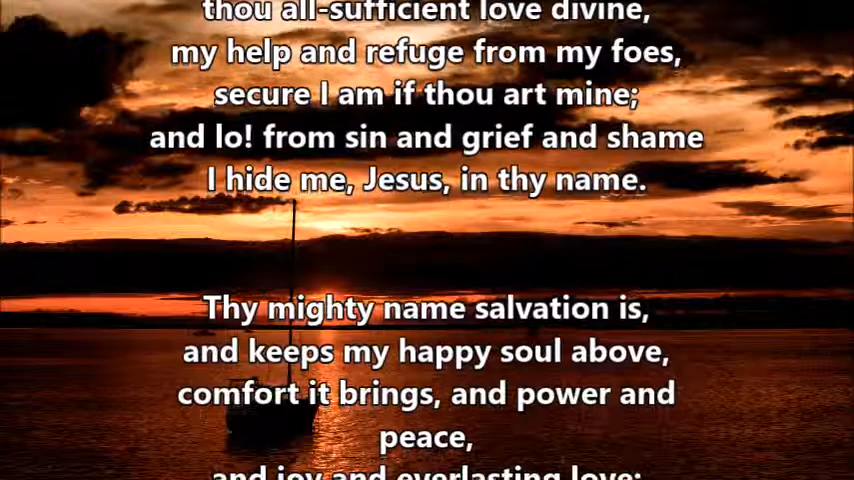 thou all-sufficient love divine,
my help and refuge from my foes,
secure I am if thou art mine;
and lo! from sin and grief and shame
I hide me, Jesus, in thy name.
Thy mighty name salvation is,
and keeps my happy soul above,
comfort it brings, and power and
peace,
and joy and everlasting love: